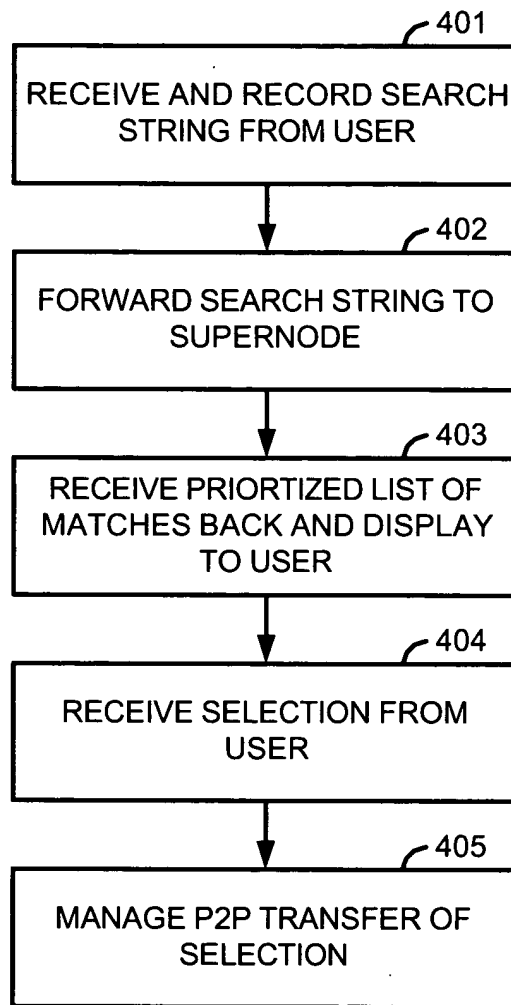 401
RECEIVE AND RECORD SEARCH
STRING FROM USER
402
FORWARD SEARCH STRING TO
SUPERNODE
403
RECEIVE PRIORTIZED LIST OF
MATCHES BACK AND DISPLAY
TO USER
404
RECEIVE SELECTION FROM
USER
405
MANAGE P2P TRANSFER OF
SELECTION